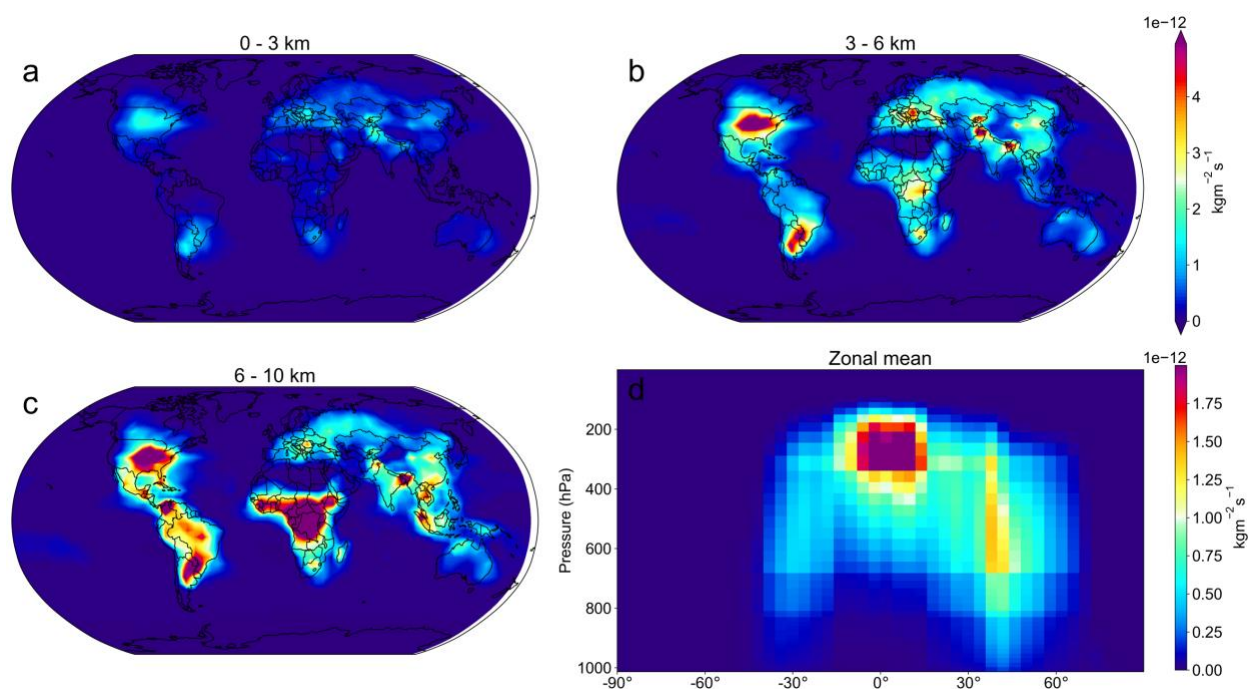 0 - 3 km
a
3 - 6 km
b
1e−12
4
3
2
1
0
kgm⁻² s⁻¹
6 - 10 km
c
Zonal mean
d
200
400
600
800
1000
Pressure (hPa)
-90°
-60°
-30°
0°
30°
60°
1e−12
1.75
1.50
1.25
1.00
0.75
0.50
0.25
0.00
kgm⁻² s⁻¹